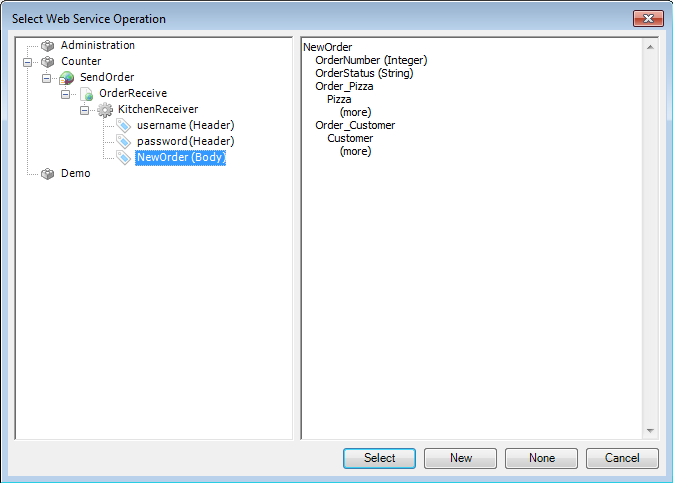 Select Web Service Operation
Administration
Counter
SendOrder
OrderReceive
KitchenReceiver
username (Header)
password(Header)
NewOrder (Body)
Demo
NewOrder
OrderNumber (Integer)
OrderStatus (String)
Order_Pizza
Pizza
(more)
Order_Customer
Customer
(more)
Select
New
None
Cancel